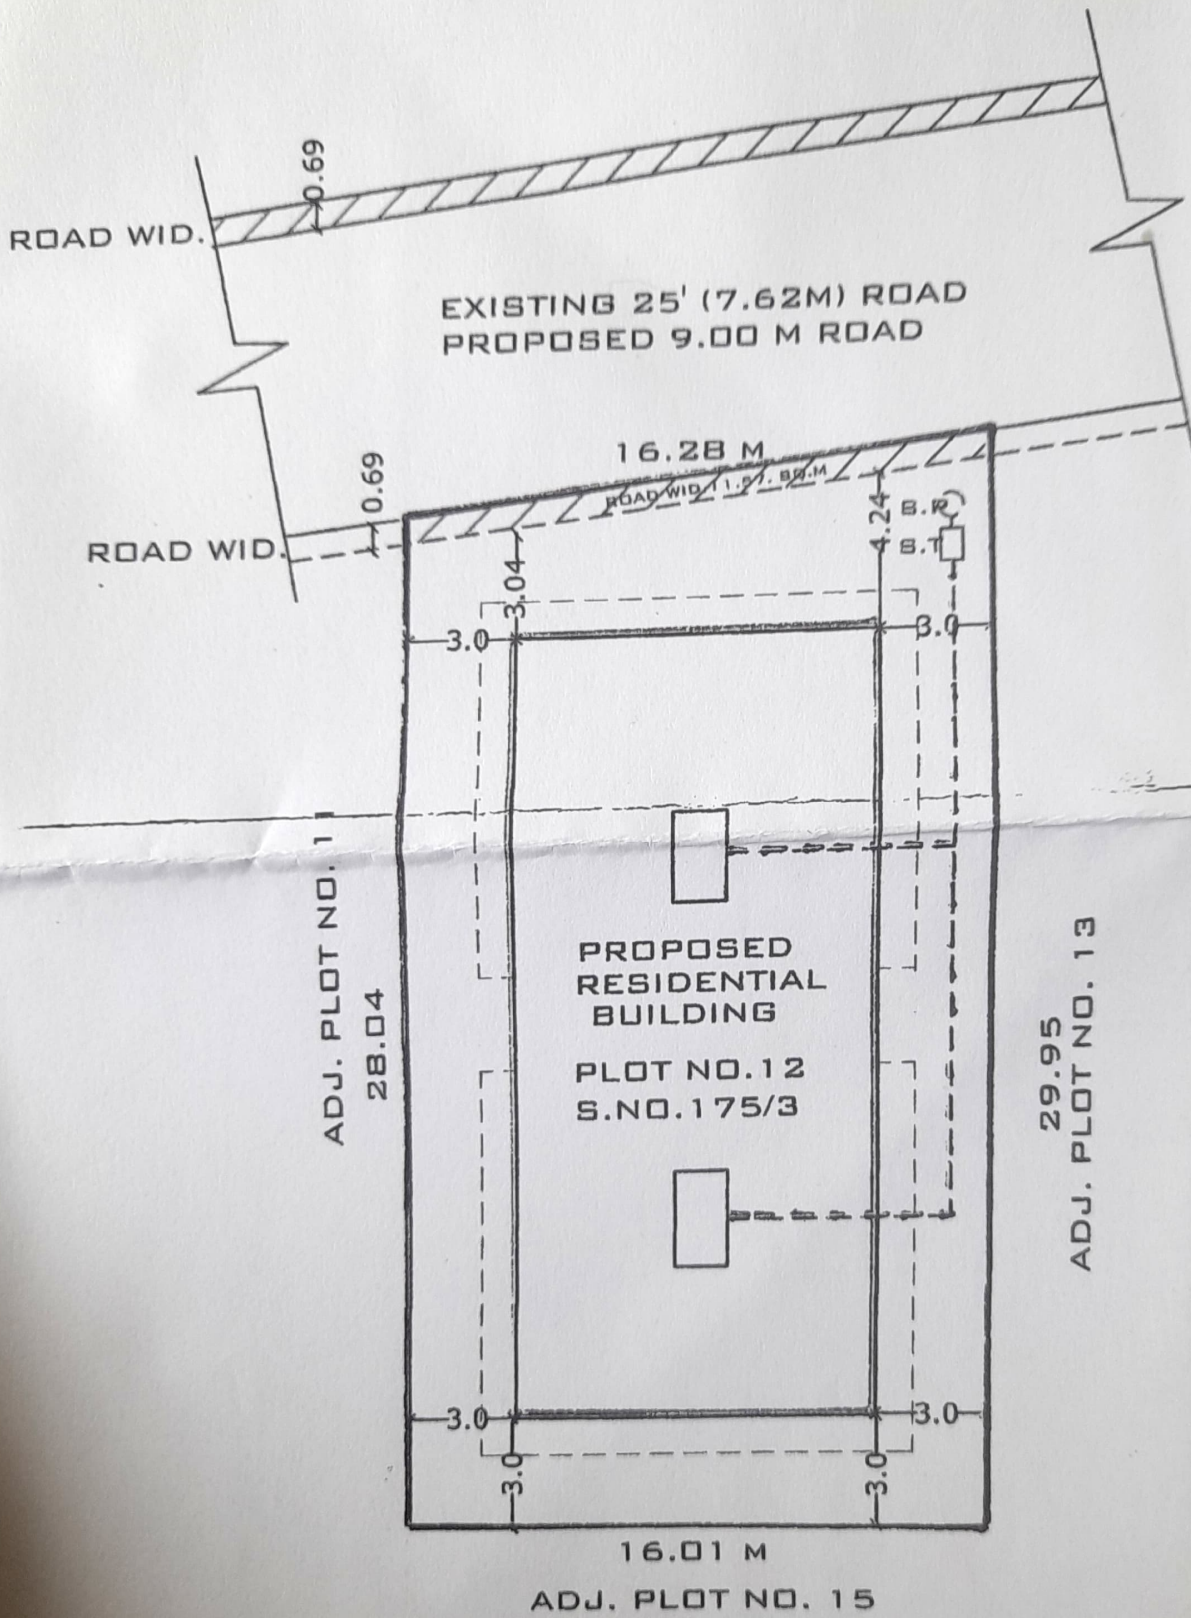 0.69
ROAD WID.
EXISTING 25' (7.62M) ROAD
PROPOSED 9.00 M ROAD
16.28 M
0.69
ROAD WID.
ROAD WID.
3.04
4.24
B.R
B.T
3.0
3.0
ADJ. PLOT NO. 11
28.04
PROPOSED
RESIDENTIAL
BUILDING
PLOT NO.12
S.NO.175/3
29.95
ADJ. PLOT NO. 13
3.0
3.0
3.0
3.0
16.01 M
ADJ. PLOT NO. 15